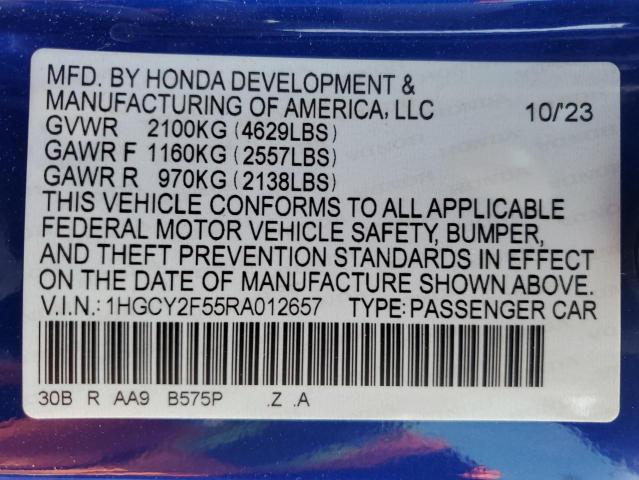 MFD. BY HONDA DEVELOPMENT &
MANUFACTURING OF AMERICA, LLC 10/'23
GVWR 2100KG (4629LBS)
GAWR F 1160KG (2557LBS)
GAWR R 970KG (2138LBS)
THIS VEHICLE CONFORMS TO ALL APPLICABLE
FEDERAL MOTOR VEHICLE SAFETY, BUMPER,
AND THEFT PREVENTION STANDARDS IN EFFECT
ON THE DATE OF MANUFACTURE SHOWN ABOVE.
V.I.N.: 1HGCY2F55RA012657 TYPE: PASSENGER CAR
30B R AA9 B575P .Z .A